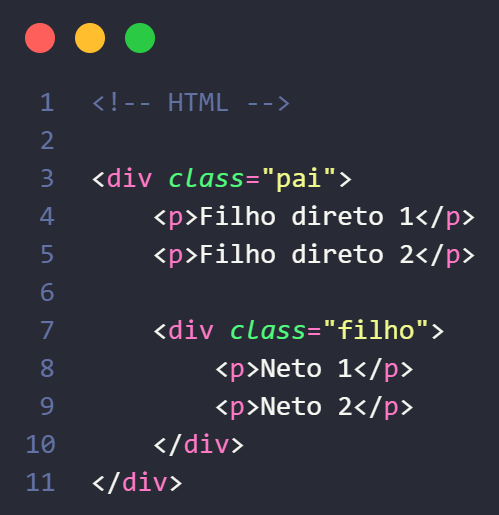 1 <!-- HTML -->
2
3 <div class="pai">
4     <p>Filho direto 1</p>
5     <p>Filho direto 2</p>
6
7     <div class="filho">
8         <p>Neto 1</p>
9         <p>Neto 2</p>
10     </div>
11 </div>